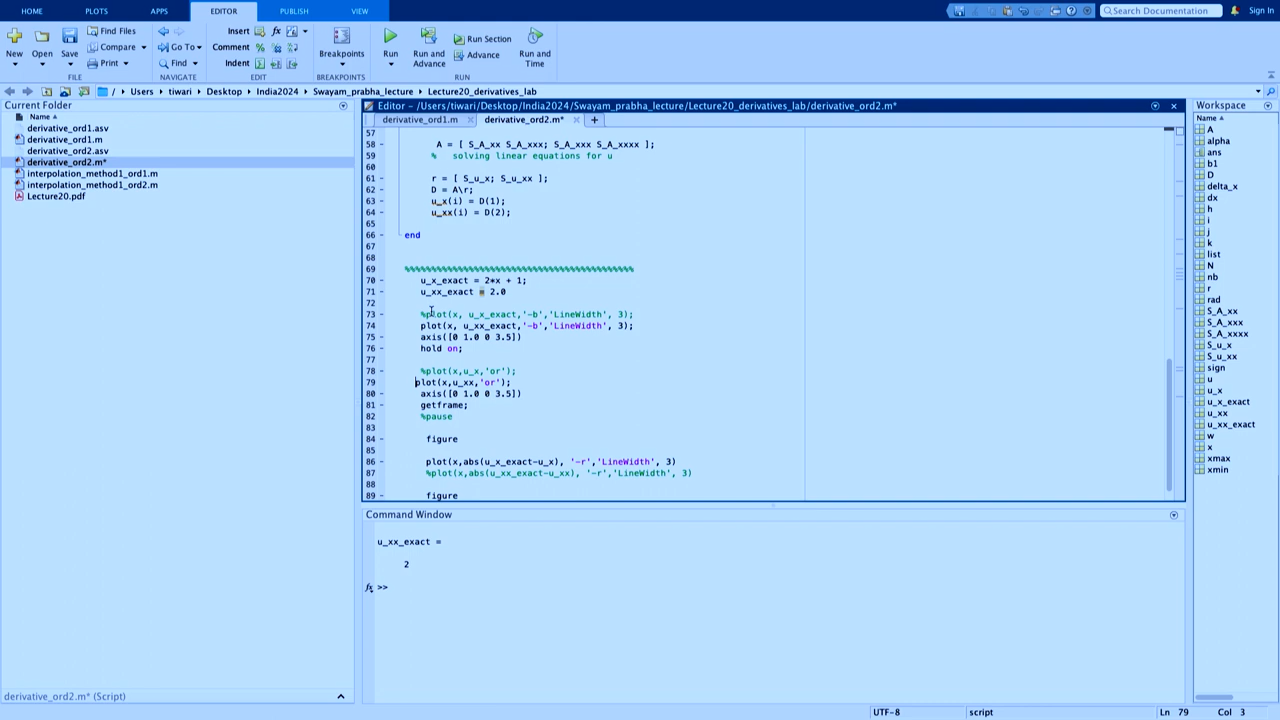 HOME PLOTS APPS EDITOR PUBLISH VIEW
Search Documentation Sign In
New Open Save Find Files Compare Print Go To Find Insert fx Comment % Indent Breakpoints Run Run and Advance Run Section Advance Run and Time
FILE NAVIGATE EDIT BREAKPOINTS RUN
/ Users tiwari Desktop India2024 Swayam_prabha_lecture Lecture20_derivatives_lab
Current Folder
Name
derivative_ord1.asv
derivative_ord1.m
derivative_ord2.asv
derivative_ord2.m*
interpolation_method1_ord1.m
interpolation_method1_ord2.m
Lecture20.pdf
derivative_ord2.m* (Script)
Editor - /Users/tiwari/Desktop/India2024/Swayam_prabha_lecture/Lecture20_derivatives_lab/derivative_ord2.m*
derivative_ord1.m derivative_ord2.m* +
57
58 - A = [ S_A_xx S_A_xxx; S_A_xxx S_A_xxxx ];
59 % solving linear equations for u
60
61 - r = [ S_u_x; S_u_xx ];
62 - D = A\r;
63 - u_x(i) = D(1);
64 - u_xx(i) = D(2);
65
66 - end
67
68
69 %%%%%%%%%%%%%%%%%%%%%%%%%%%%%%%%%%%%%%%%%
70 - u_x_exact = 2*x + 1;
71 - u_xx_exact = 2.0
72
73 - %plot(x, u_x_exact,'-b','LineWidth', 3);
74 - plot(x, u_xx_exact,'-b','LineWidth', 3);
75 - axis([0 1.0 0 3.5])
76 - hold on;
77
78 - %plot(x,u_x,'or');
79 plot(x,u_xx,'or');
80 - axis([0 1.0 0 3.5])
81 - getframe;
82 %pause
83
84 - figure
85
86 - plot(x,abs(u_x_exact-u_x), '-r','LineWidth', 3)
87 %plot(x,abs(u_xx_exact-u_xx), '-r','LineWidth', 3)
88
89 - figure
Command Window
u_xx_exact =
2
fx >>
Workspace
Name
A
alpha
ans
b1
D
delta_x
dx
h
i
j
k
list
N
nb
r
rad
S_A_xx
S_A_xxx
S_A_xxxx
S_u_x
S_u_xx
sign
u
u_x
u_x_exact
u_xx
u_xx_exact
w
x
xmax
xmin
UTF-8 script Ln 79 Col 3